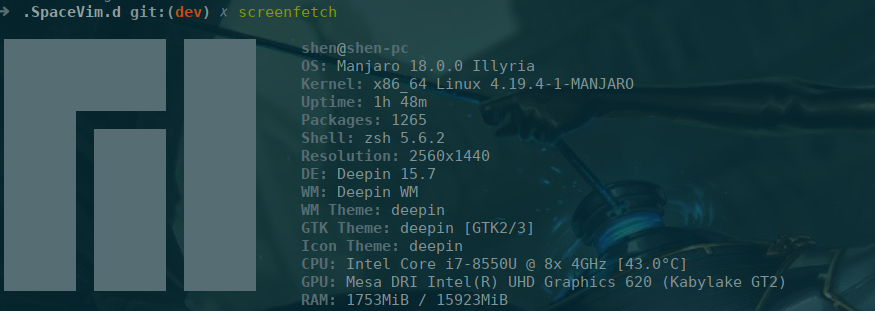 ➜ .SpaceVim.d git:(dev) ✗ screenfetch
shen@shen-pc
OS: Manjaro 18.0.0 Illyria
Kernel: x86_64 Linux 4.19.4-1-MANJARO
Uptime: 1h 48m
Packages: 1265
Shell: zsh 5.6.2
Resolution: 2560x1440
DE: Deepin 15.7
WM: Deepin WM
WM Theme: deepin
GTK Theme: deepin [GTK2/3]
Icon Theme: deepin
CPU: Intel Core i7-8550U @ 8x 4GHz [43.0°C]
GPU: Mesa DRI Intel(R) UHD Graphics 620 (Kabylake GT2)
RAM: 1753MiB / 15923MiB